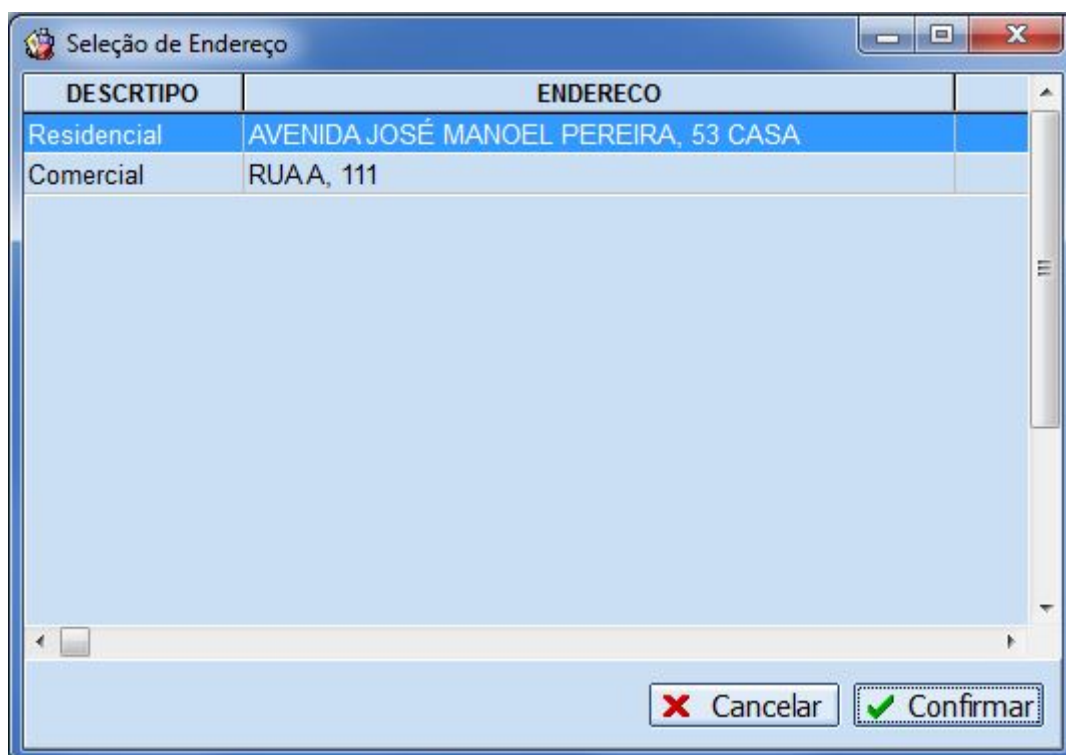 Seleção de Endereço
DESCRTIPO ENDERECO
Residencial AVENIDA JOSÉ MANOEL PEREIRA, 53 CASA
Comercial RUA A, 111
Cancelar Confirmar